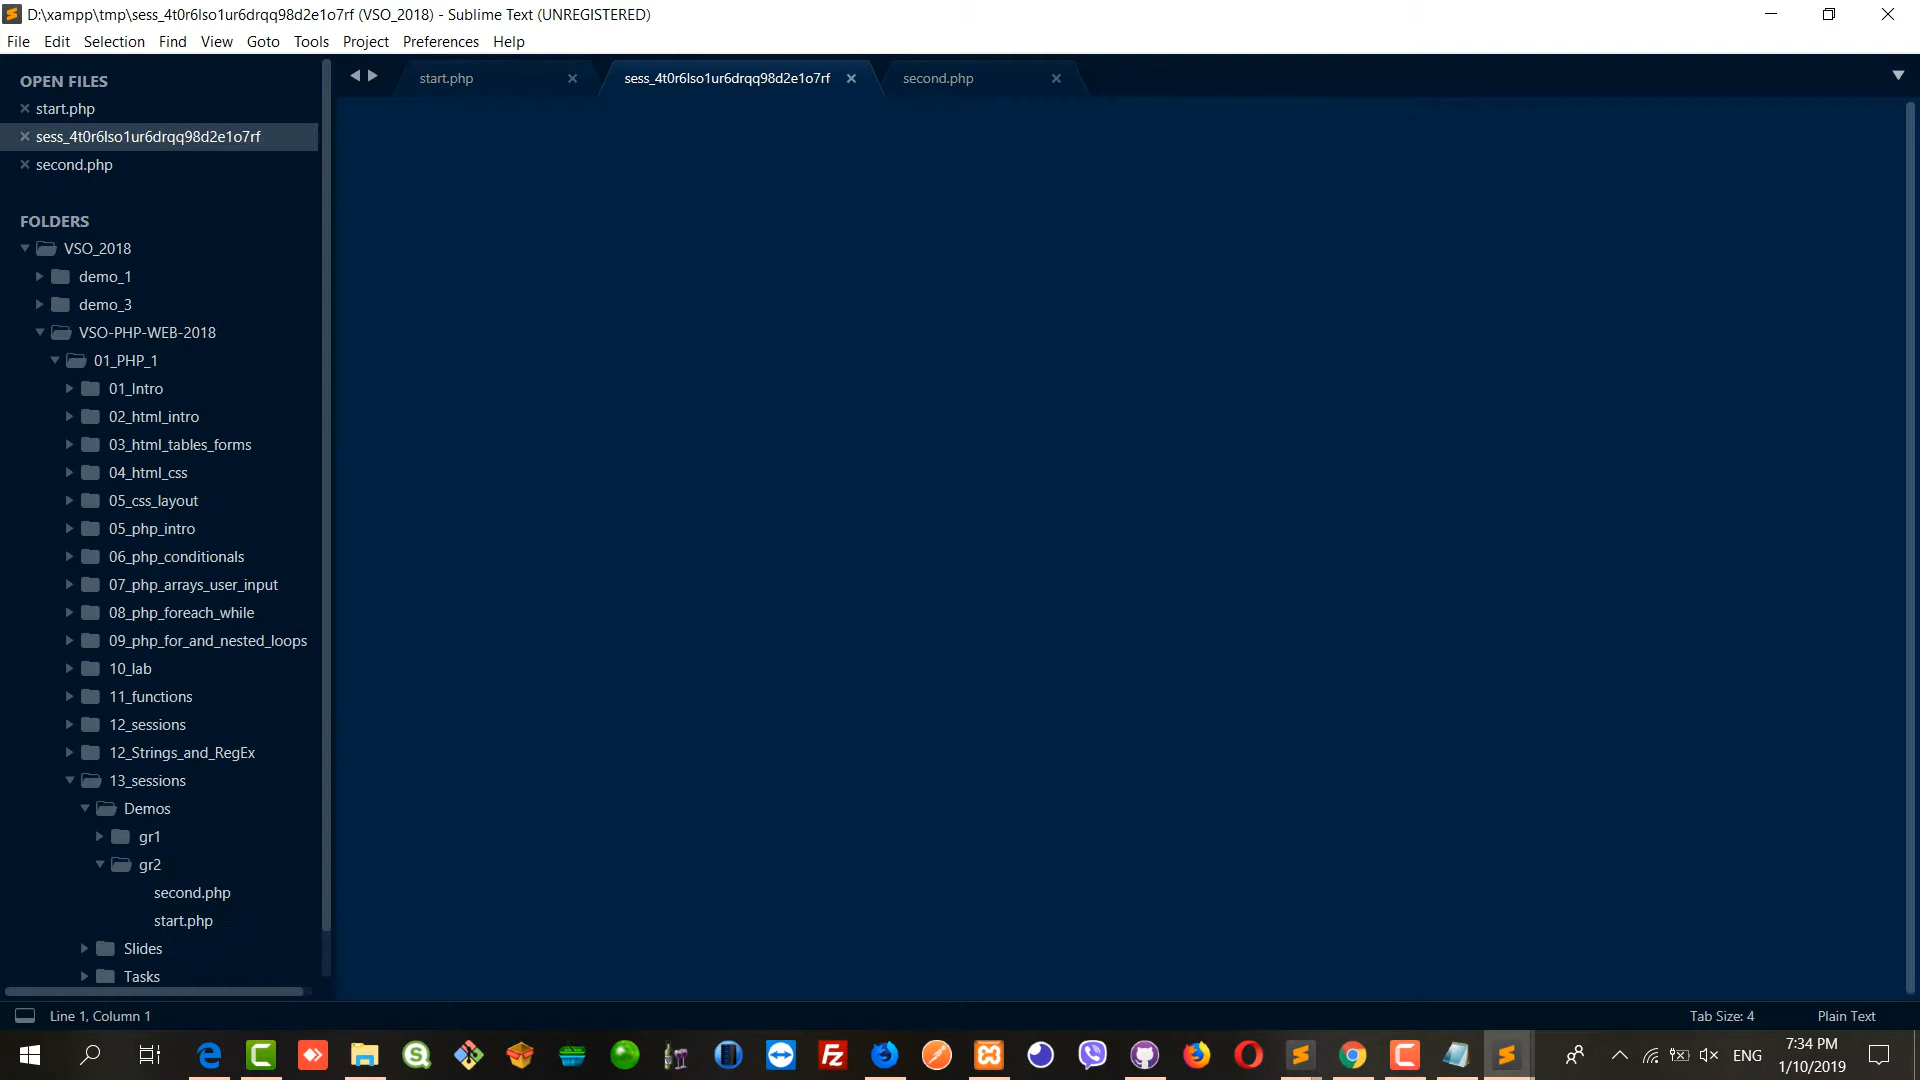 D:\xampp\tmp\sess_4t0r6lso1ur6drqq98d2e1o7rf (VSO_2018) - Sublime Text (UNREGISTERED)
File Edit Selection Find View Goto Tools Project Preferences Help
OPEN FILES
start.php
sess_4t0r6lso1ur6drqq98d2e1o7rf
second.php
start.php
sess_4t0r6lso1ur6drqq98d2e1o7rf
second.php
FOLDERS
VSO_2018
demo_1
demo_3
VSO-PHP-WEB-2018
01_PHP_1
01_Intro
02_html_intro
03_html_tables_forms
04_html_css
05_css_layout
05_php_intro
06_php_conditionals
07_php_arrays_user_input
08_php_foreach_while
09_php_for_and_nested_loops
10_lab
11_functions
12_sessions
12_Strings_and_RegEx
13_sessions
Demos
gr1
gr2
second.php
start.php
Slides
Tasks
Line 1, Column 1
Tab Size: 4
Plain Text
ENG
7:34 PM
1/10/2019